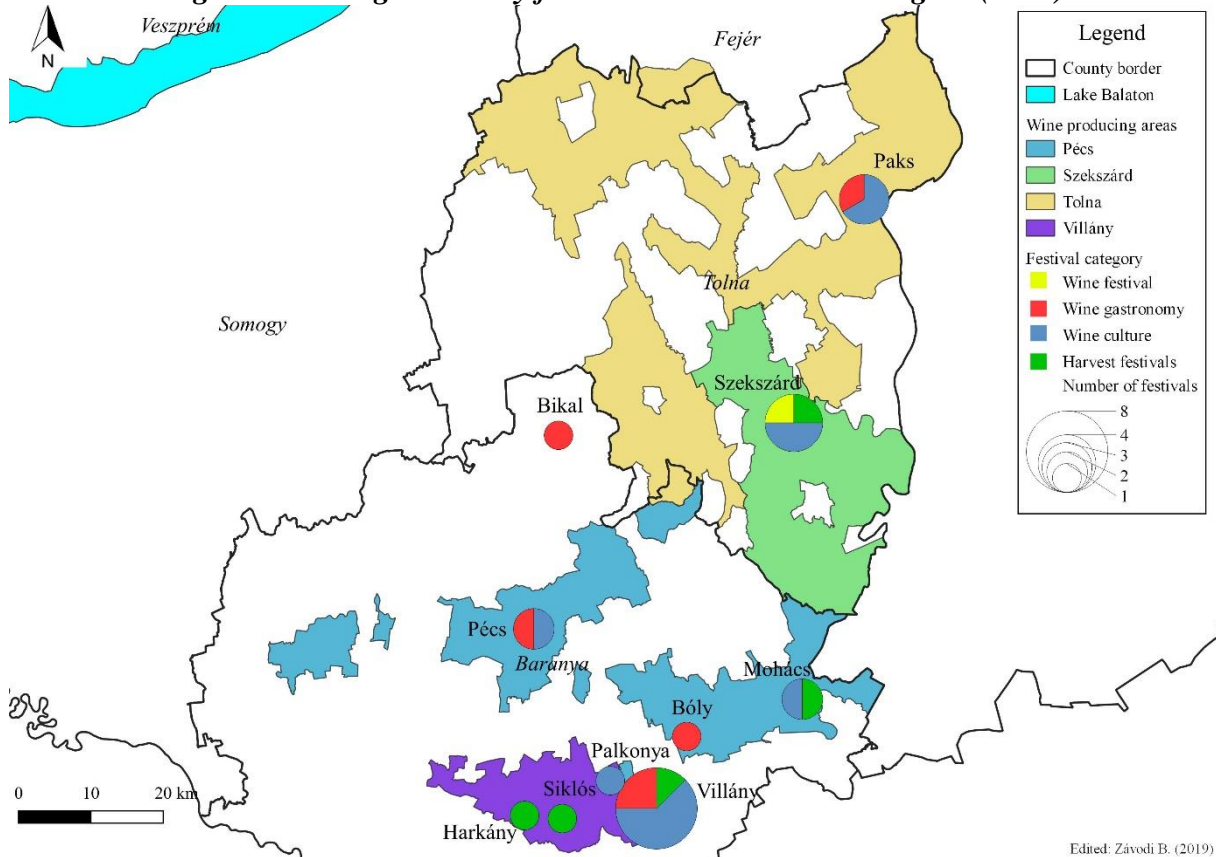 Veszprém
Fejér
N
Paks
Tolna
Somogy
Szekszárd
Bikal
Pécs
Baranya
Mohács
Bóly
Palkonya
Siklós
Villány
Harkány
0 10 20 km
Legend
County border
Lake Balaton
Wine producing areas
Pécs
Szekszárd
Tolna
Villány
Festival category
Wine festival
Wine gastronomy
Wine culture
Harvest festivals
Number of festivals
8
4
3
2
1
Edited: Závodi B. (2019)